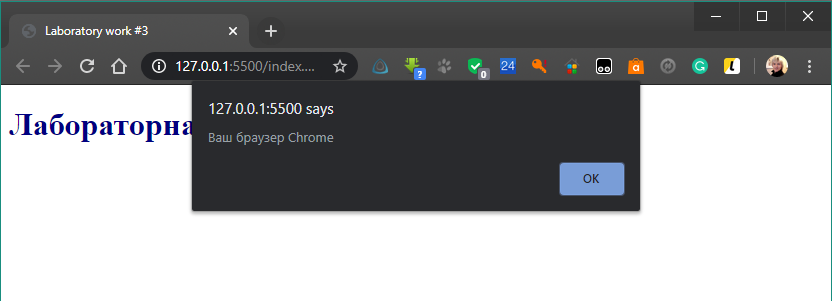 Laboratory work #3
127.0.0.1:5500/index....
? 0 24
127.0.0.1:5500 says
Ваш браузер Chrome
OK